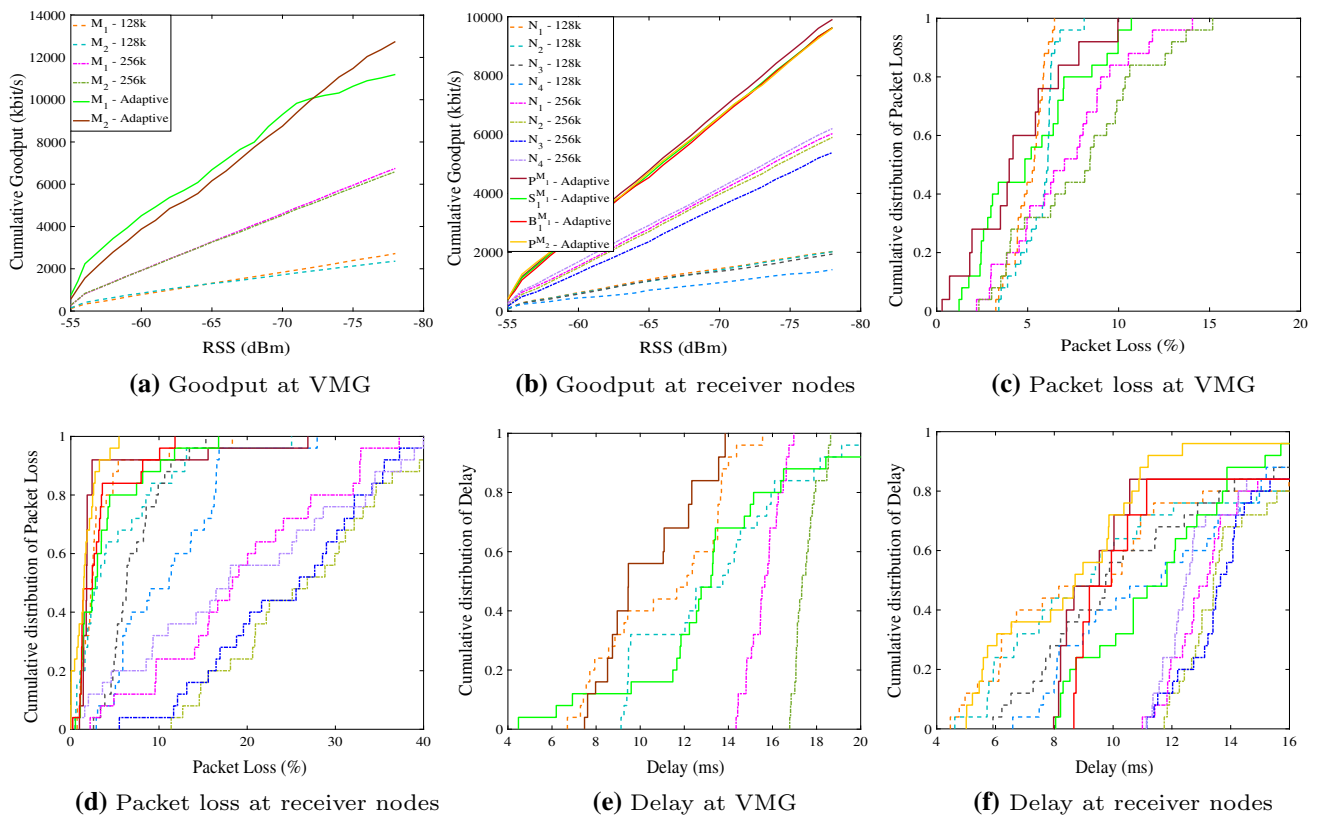 14000
12000
10000
8000
6000
4000
2000
0
-55
-60
-65
-70
-75
-80
Cumulative Goodput (kbit/s)
RSS (dBm)
M1 - 128k
M2 - 128k
M1 - 256k
M2 - 256k
M1 - Adaptive
M2 - Adaptive
(a) Goodput at VMG
10000
8000
6000
4000
2000
0
-55
-60
-65
-70
-75
-80
Cumulative Goodput (kbit/s)
RSS (dBm)
N1 - 128k
N2 - 128k
N3 - 128k
N4 - 128k
N1 - 256k
N2 - 256k
N3 - 256k
N4 - 256k
P^M1 - Adaptive
S1^M1 - Adaptive
B1^M1 - Adaptive
P^M2 - Adaptive
(b) Goodput at receiver nodes
1
0.8
0.6
0.4
0.2
0
0
5
10
15
20
Cumulative distribution of Packet Loss
Packet Loss (%)
(c) Packet loss at VMG
1
0.8
0.6
0.4
0.2
0
0
10
20
30
40
Cumulative distribution of Packet Loss
Packet Loss (%)
(d) Packet loss at receiver nodes
1
0.8
0.6
0.4
0.2
0
4
6
8
10
12
14
16
18
20
Cumulative distribution of Delay
Delay (ms)
(e) Delay at VMG
1
0.8
0.6
0.4
0.2
0
4
6
8
10
12
14
16
Cumulative distribution of Delay
Delay (ms)
(f) Delay at receiver nodes